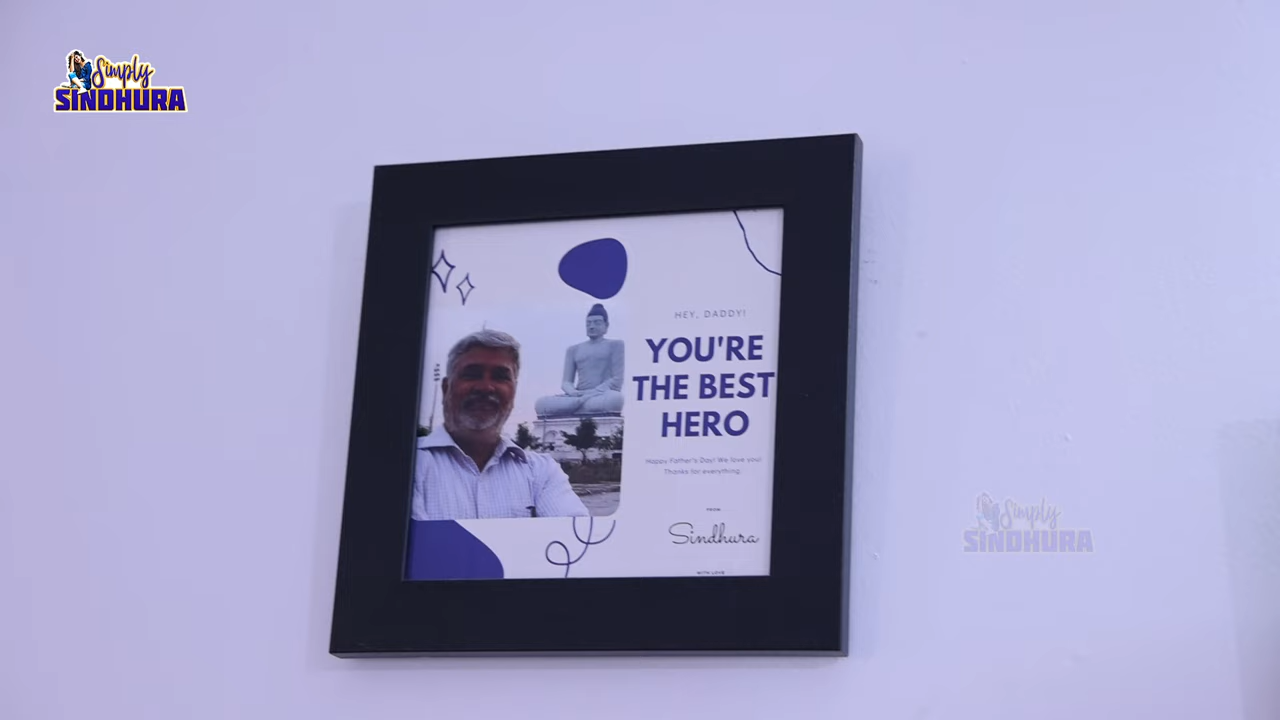 Simply
SINDHURA
HEY, DADDY!
YOU'RE
THE BEST
HERO
Happy Father's Day! We love you!
Thanks for everything.
FROM
Sindhura
WITH LOVE
Simply
SINDHURA